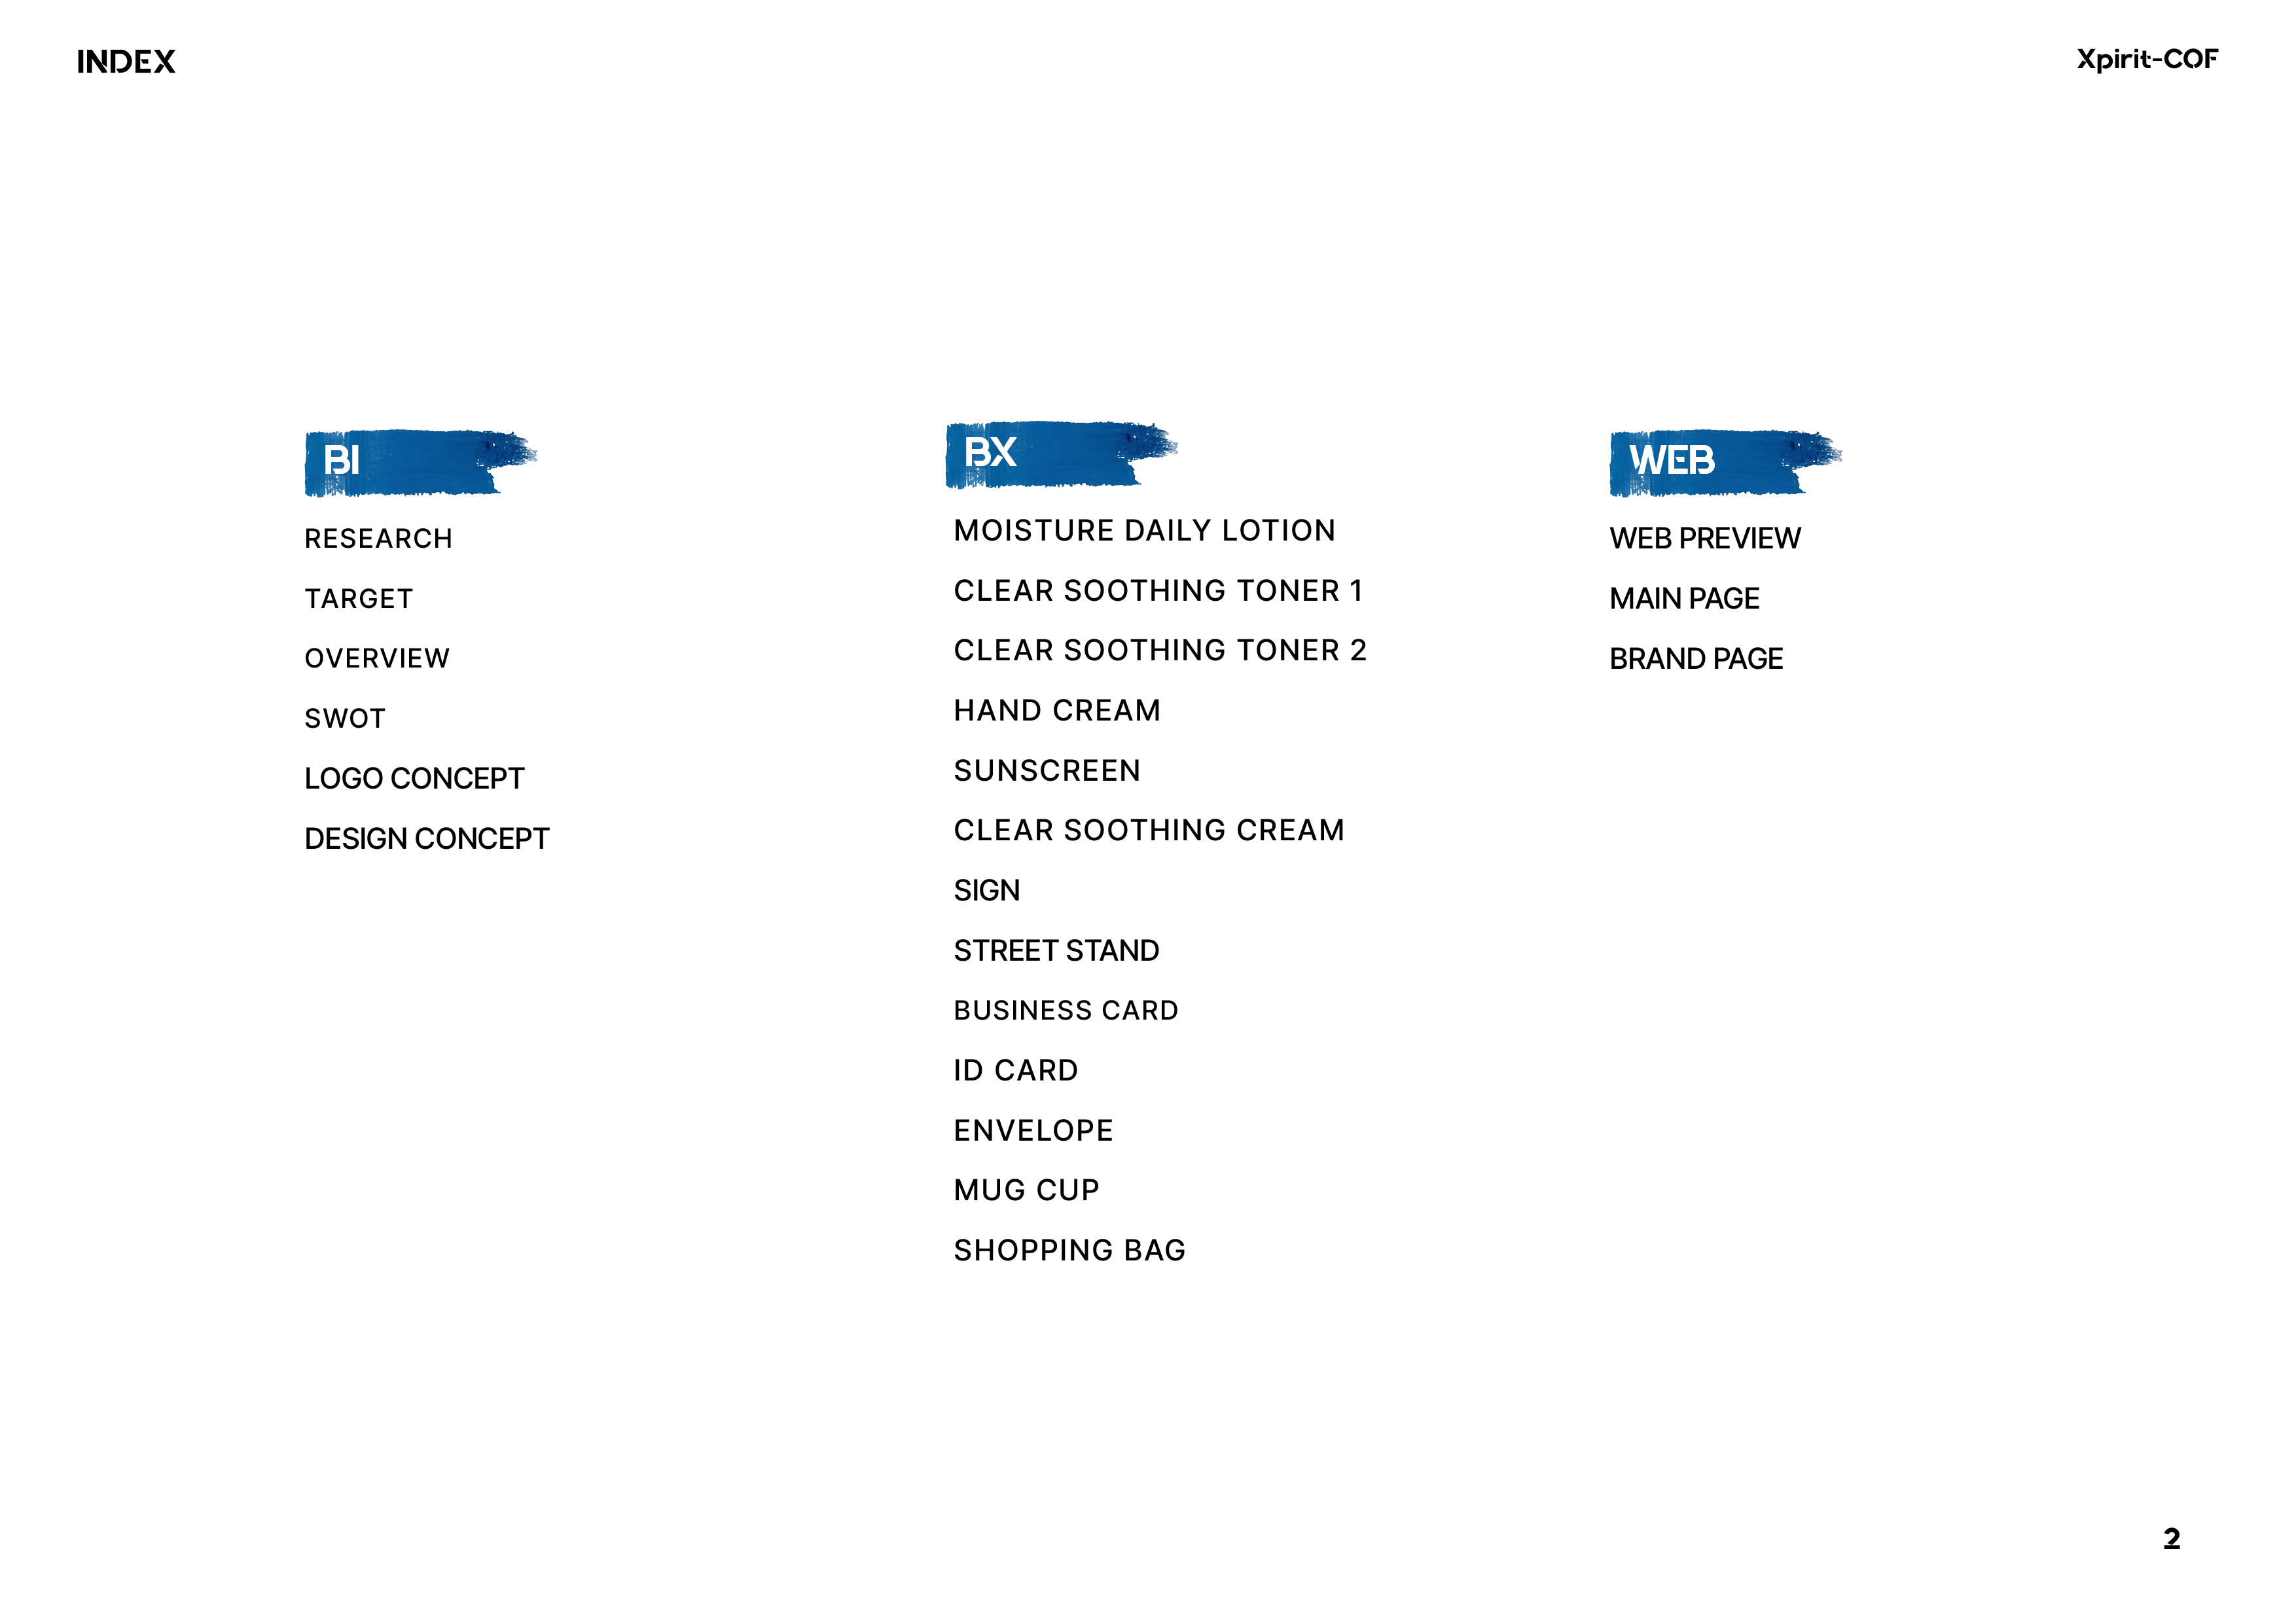 INDEX
Xpirit-COF
BI
RESEARCH
TARGET
OVERVIEW
SWOT
LOGO CONCEPT
DESIGN CONCEPT
BX
MOISTURE DAILY LOTION
CLEAR SOOTHING TONER 1
CLEAR SOOTHING TONER 2
HAND CREAM
SUNSCREEN
CLEAR SOOTHING CREAM
SIGN
STREET STAND
BUSINESS CARD
ID CARD
ENVELOPE
MUG CUP
SHOPPING BAG
WEB
WEB PREVIEW
MAIN PAGE
BRAND PAGE
2